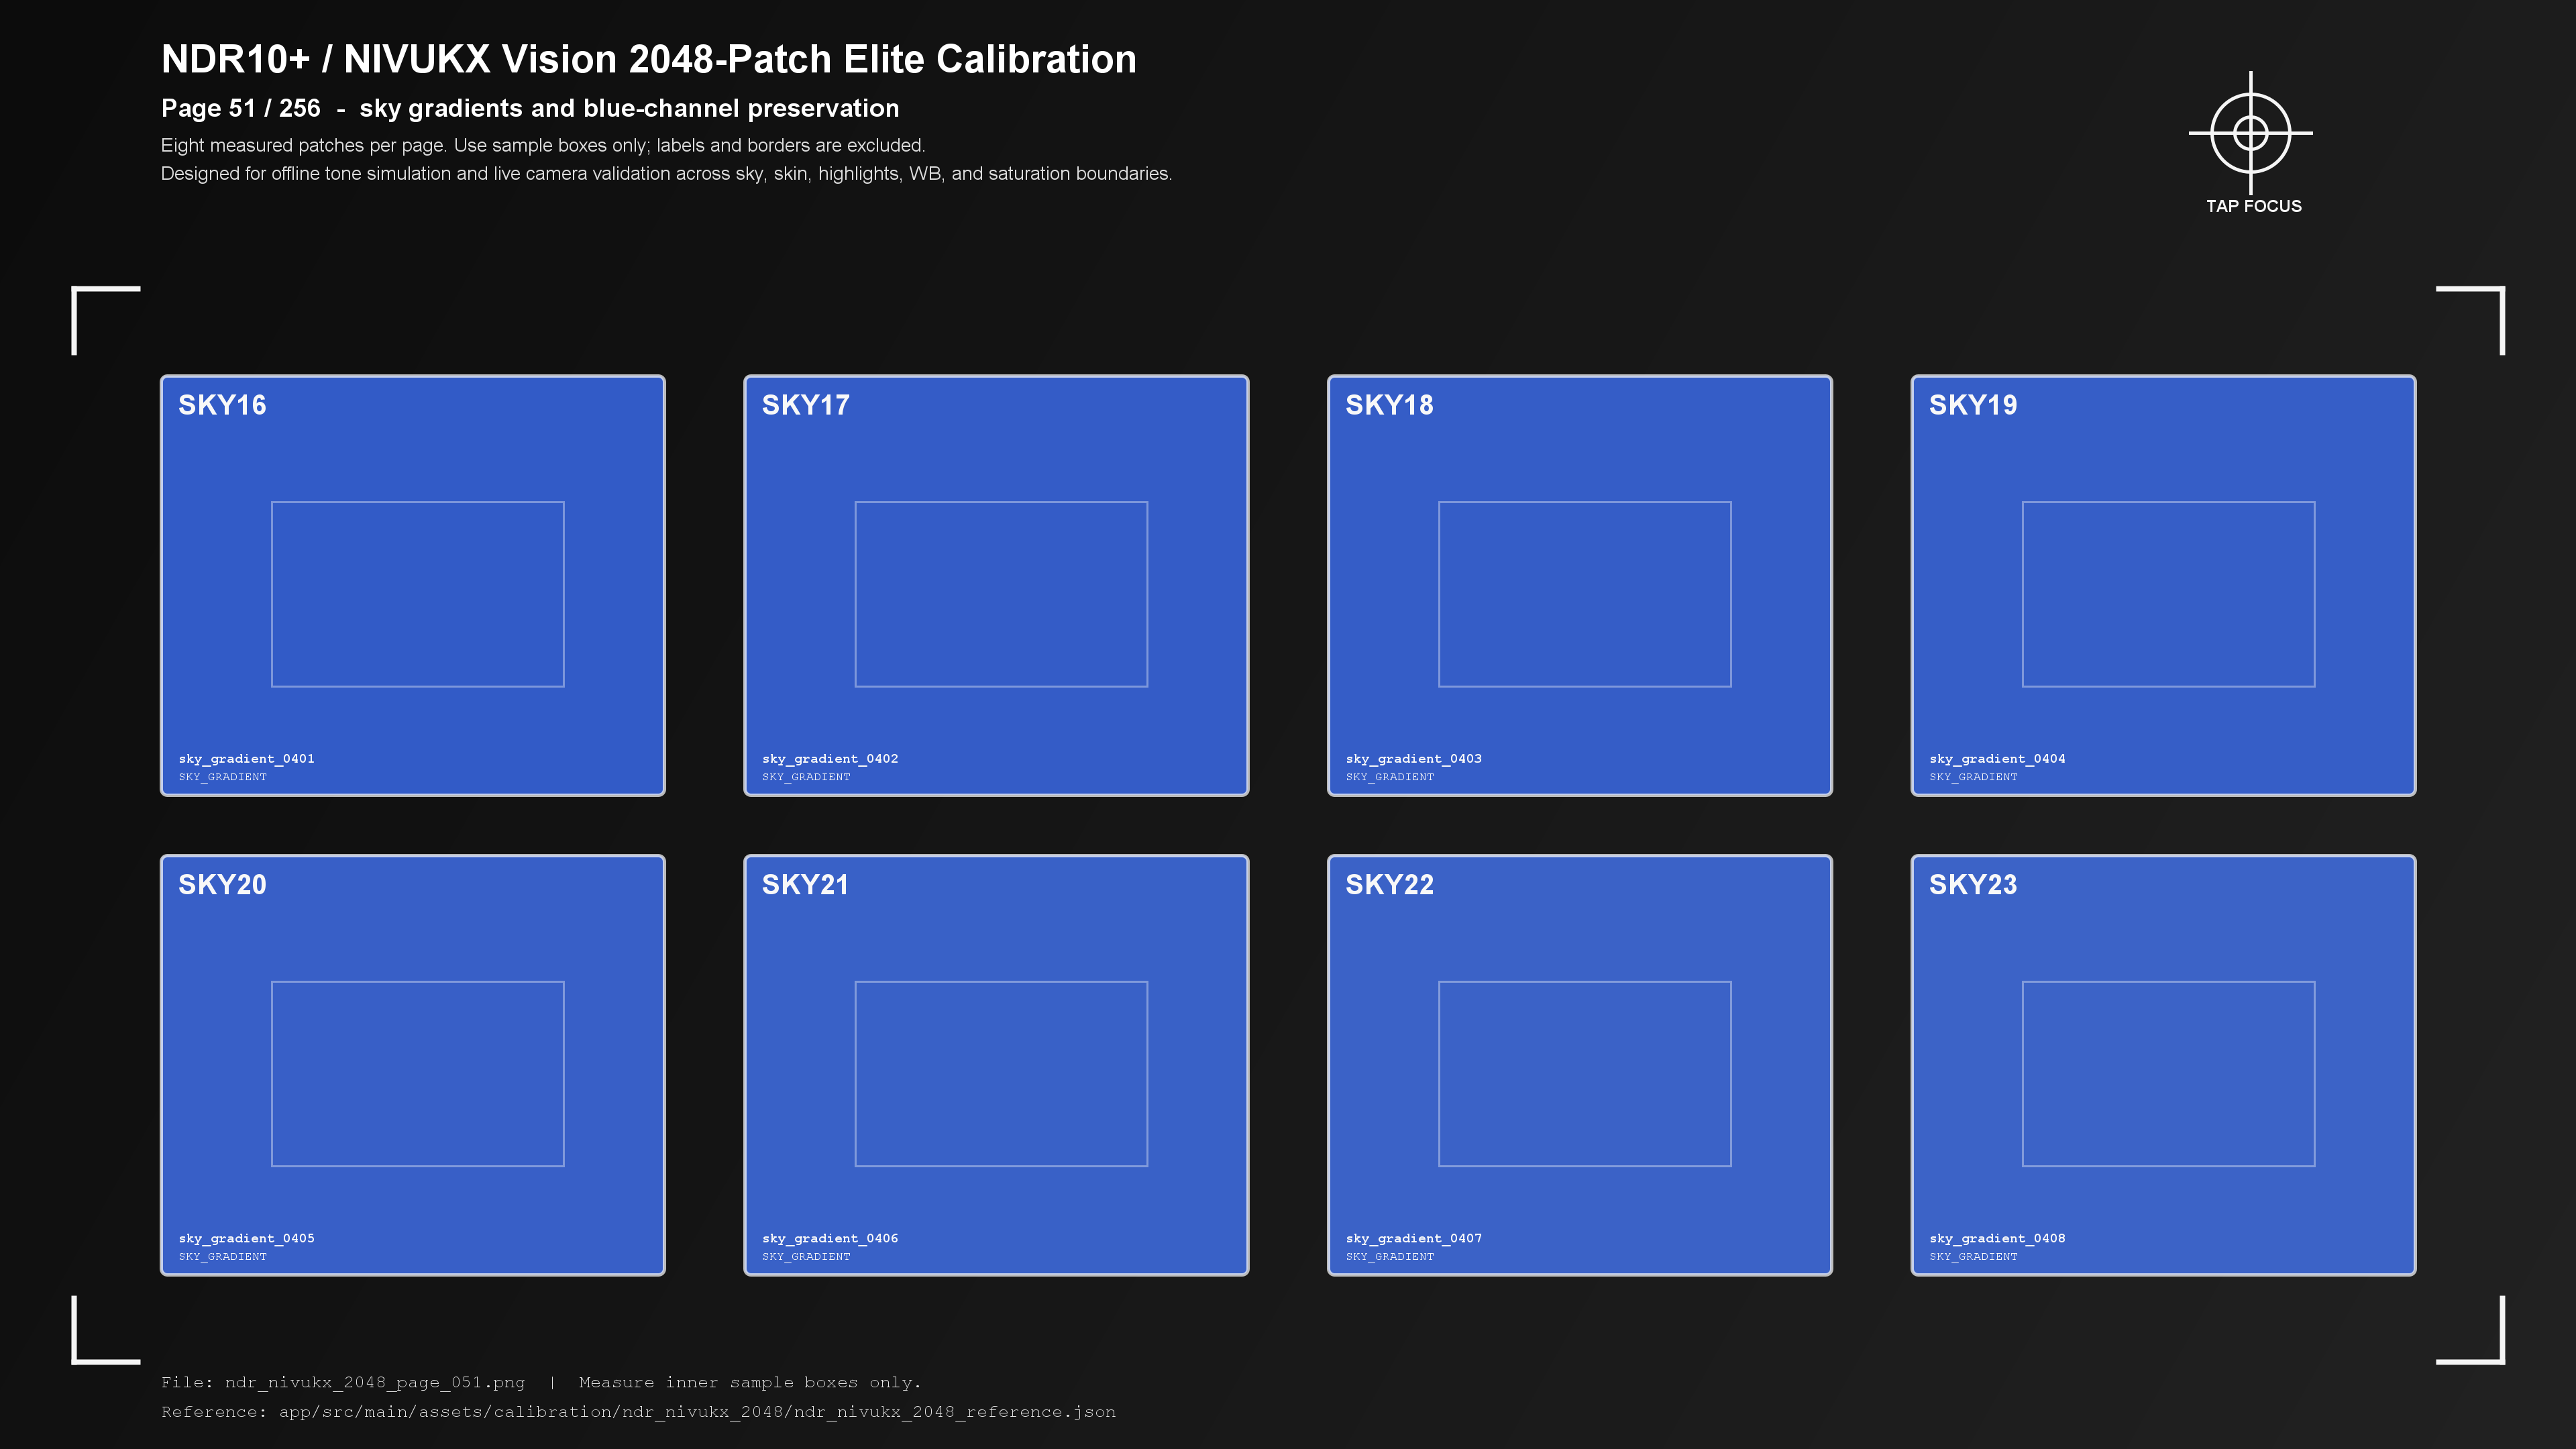 NDR10+ / NIVUKX Vision 2048-Patch Elite Calibration
Page 51 / 256 - sky gradients and blue-channel preservation
Eight measured patches per page. Use sample boxes only; labels and borders are excluded.
Designed for offline tone simulation and live camera validation across sky, skin, highlights, WB, and saturation boundaries.
TAP FOCUS
SKY16
sky_gradient_0401
SKY_GRADIENT
SKY17
sky_gradient_0402
SKY_GRADIENT
SKY18
sky_gradient_0403
SKY_GRADIENT
SKY19
sky_gradient_0404
SKY_GRADIENT
SKY20
sky_gradient_0405
SKY_GRADIENT
SKY21
sky_gradient_0406
SKY_GRADIENT
SKY22
sky_gradient_0407
SKY_GRADIENT
SKY23
sky_gradient_0408
SKY_GRADIENT
File: ndr_nivukx_2048_page_051.png | Measure inner sample boxes only.
Reference: app/src/main/assets/calibration/ndr_nivukx_2048/ndr_nivukx_2048_reference.json